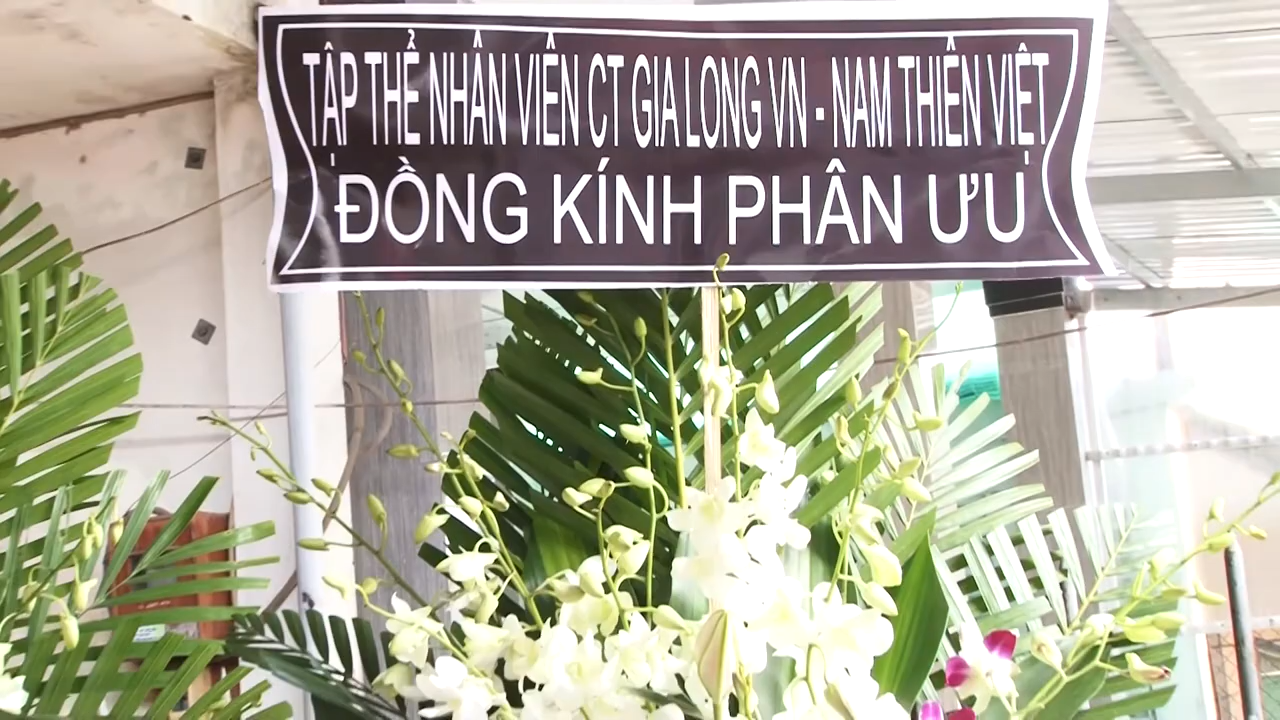 TẬP THỂ NHÂN VIÊN CT GIA LONG VN - NAM THIÊN VIỆT
ĐỒNG KÍNH PHÂN ƯU